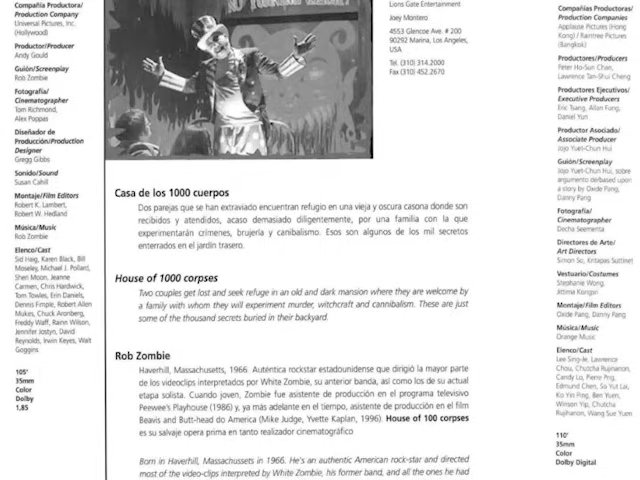 Compañía Productora/
Production Company
Universal Pictures, Inc.
(Hollywood)
Productor/Producer
Andy Gould
Guión/Screenplay
Rob Zombie
Fotografía/
Cinematographer
Tom Richmond,
Alex Poppas
Diseñador de
Producción/Production
Designer
Gregg Gibbs
Sonido/Sound
Susan Cahill
Montaje/Film Editors
Robert K. Lambert,
Robert W. Hedland
Música/Music
Rob Zombie
Elenco/Cast
Sid Haig, Karen Black, Bill
Moseley, Michael J. Pollard,
Sheri Moon, Jeanne
Carmen, Chris Hardwick,
Tom Towles, Erin Daniels,
Dennis Fimple, Robert Allen
Mukes, Chuck Aronberg,
Freddy Waff, Rainn Wilson,
Jennifer Jostyn, David
Reynolds, Irwin Keyes, Walt
Goggins
105'
35mm
Color
Dolby
1,85
Lions Gate Entertainment
Joey Montero
4553 Glencoe Ave. # 200
90292 Marina, Los Angeles,
USA
Tel. (310) 314.2000
Fax (310) 452.2670
Casa de los 1000 cuerpos
Dos parejas que se han extraviado encuentran refugio en una vieja y oscura casona donde son
recibidos y atendidos, acaso demasiado diligentemente, por una familia con la que
experimentarán crímenes, brujería y canibalismo. Esos son algunos de los mil secretos
enterrados en el jardín trasero.
House of 1000 corpses
Two couples get lost and seek refuge in an old and dark mansion where they are welcome by
a family with whom they will experiment murder, witchcraft and cannibalism. These are just
some of the thousand secrets buried in their backyard.
Rob Zombie
Haverhill, Massachusetts, 1966. Auténtica rockstar estadounidense que dirigió la mayor parte
de los videoclips interpretados por White Zombie, su anterior banda, así como los de su actual
etapa solista. Cuando joven, Zombie fue asistente de producción en el programa televisivo
Peewee's Playhouse (1986) y, ya más adelante en el tiempo, asistente de producción en el film
Beavis and Butt-head do America (Mike Judge, Yvette Kaplan, 1996). House of 100 corpses
es su salvaje opera prima en tanto realizador cinematográfico.
Born in Haverhill, Massachussets in 1966. He's an authentic American rock-star and directed
most of the video-clips interpreted by White Zombie, his former band, and all the ones he had
Compañías Productoras/
Production Companies
Applause Pictures (Hong
Kong) / Raintree Pictures
(Bangkok)
Productores/Producers
Peter Ho-Sun Chan,
Lawrence Tan-Shui Cheng
Productores Ejecutivos/
Executive Producers
Eric Tsang, Allan Fung,
Daniel Yun
Productor Asociado/
Associate Producer
Jojo Yuet-Chun Hui
Guión/Screenplay
Jojo Yuet-Chun Hui, sobre
argumento de/based upon
a story by Oxide Pang,
Danny Pang
Fotografía/
Cinematographer
Decha Seementa
Directores de Arte/
Art Directors
Simon So, Kritapas Suttinet
Vestuario/Costumes
Stephanie Wong,
Jittima Kongsri
Montaje/Film Editors
Oxide Pang, Danny Pang
Música/Music
Orange Music
Elenco/Cast
Lee Sing-Je, Lawrence
Chou, Chutcha Rujinanon,
Candy Lo, Pierre Png,
Edmund Chen, So Yut Lai,
Ko Yin Ping, Ben Yuen,
Winson Yip, Chutcha
Rujihanon, Wang Sue Yuen
110'
35mm
Color
Dolby Digital